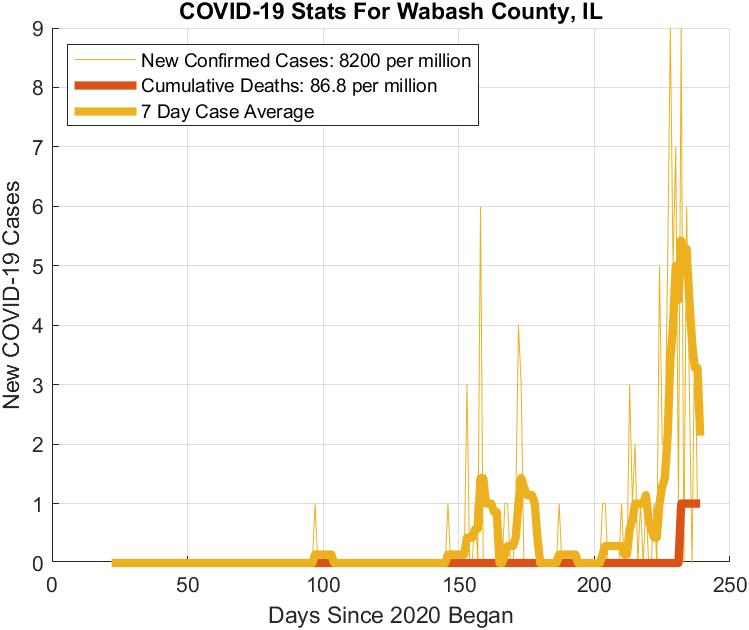 COVID-19 Stats For Wabash County, IL
New Confirmed Cases: 8200 per million
Cumulative Deaths: 86.8 per million
7 Day Case Average
New COVID-19 Cases
9
8
7
6
5
4
3
2
1
0
0 50 100 150 200 250
Days Since 2020 Began